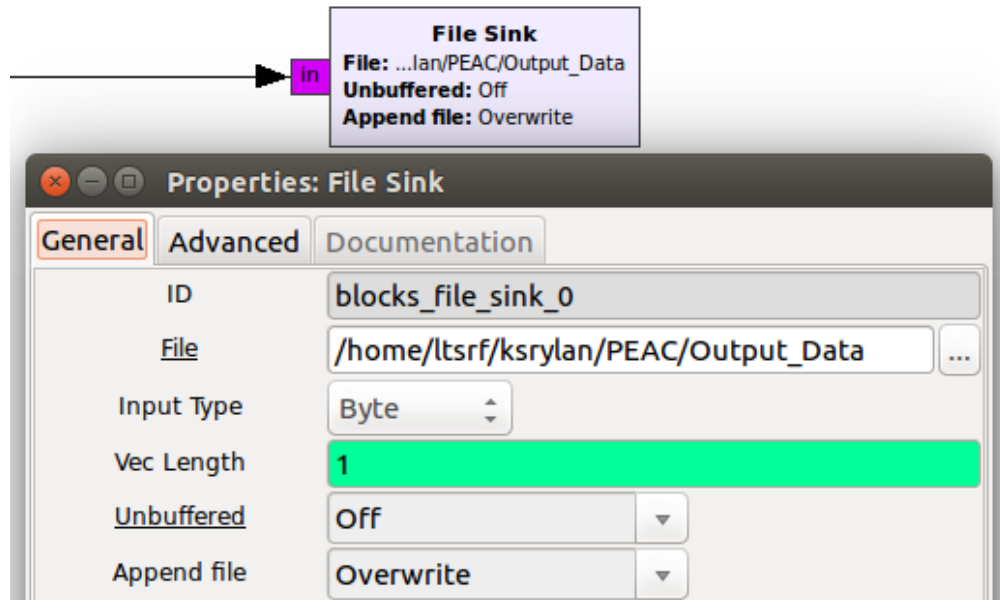 File Sink
in
File: ...lan/PEAC/Output_Data
Unbuffered: Off
Append file: Overwrite
Properties: File Sink
General Advanced Documentation
ID blocks_file_sink_0
File /home/ltsrf/ksrylan/PEAC/Output_Data ...
Input Type Byte
Vec Length 1
Unbuffered Off
Append file Overwrite